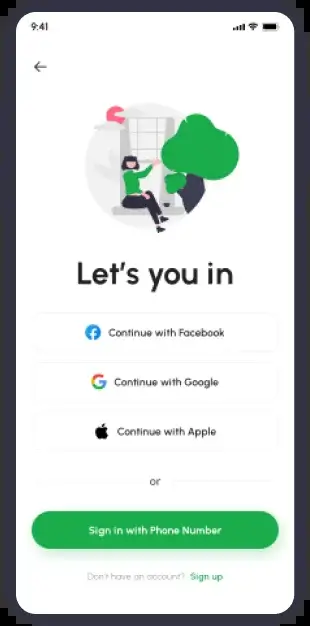 9:41
Let's you in
Continue with Facebook
Continue with Google
Continue with Apple
or
Sign in with Phone Number
Don't have an account? Sign up